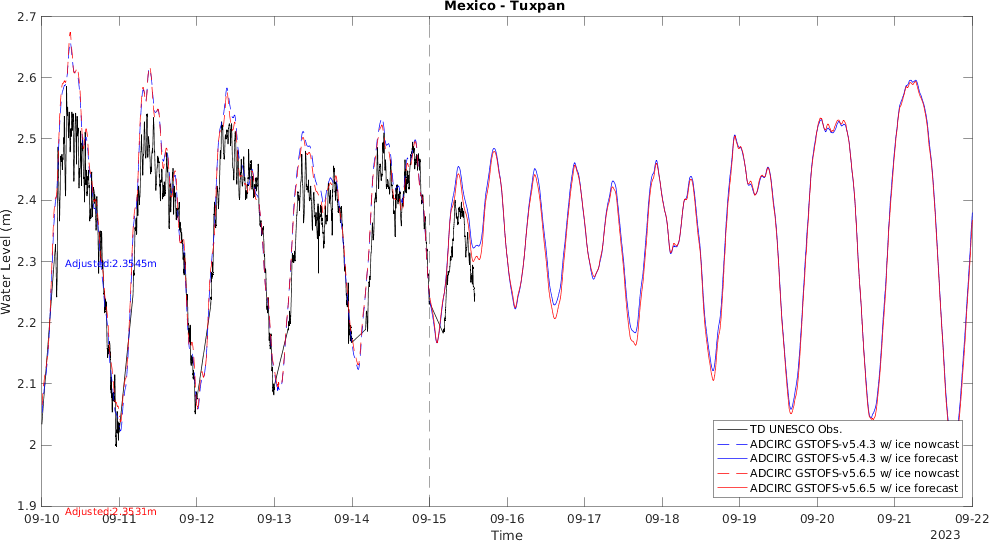 Mexico - Tuxpan
2.7
2.6
2.5
2.4
2.3
2.2
2.1
2
1.9
Water Level (m)
Adjusted:2.3545m
Adjusted:2.3531m
TD UNESCO Obs.
ADCIRC GSTOFS-v5.4.3 w/ ice nowcast
ADCIRC GSTOFS-v5.4.3 w/ ice forecast
ADCIRC GSTOFS-v5.6.5 w/ ice nowcast
ADCIRC GSTOFS-v5.6.5 w/ ice forecast
09-10 09-11 09-12 09-13 09-14 09-15 09-16 09-17 09-18 09-19 09-20 09-21 09-22
Time
2023